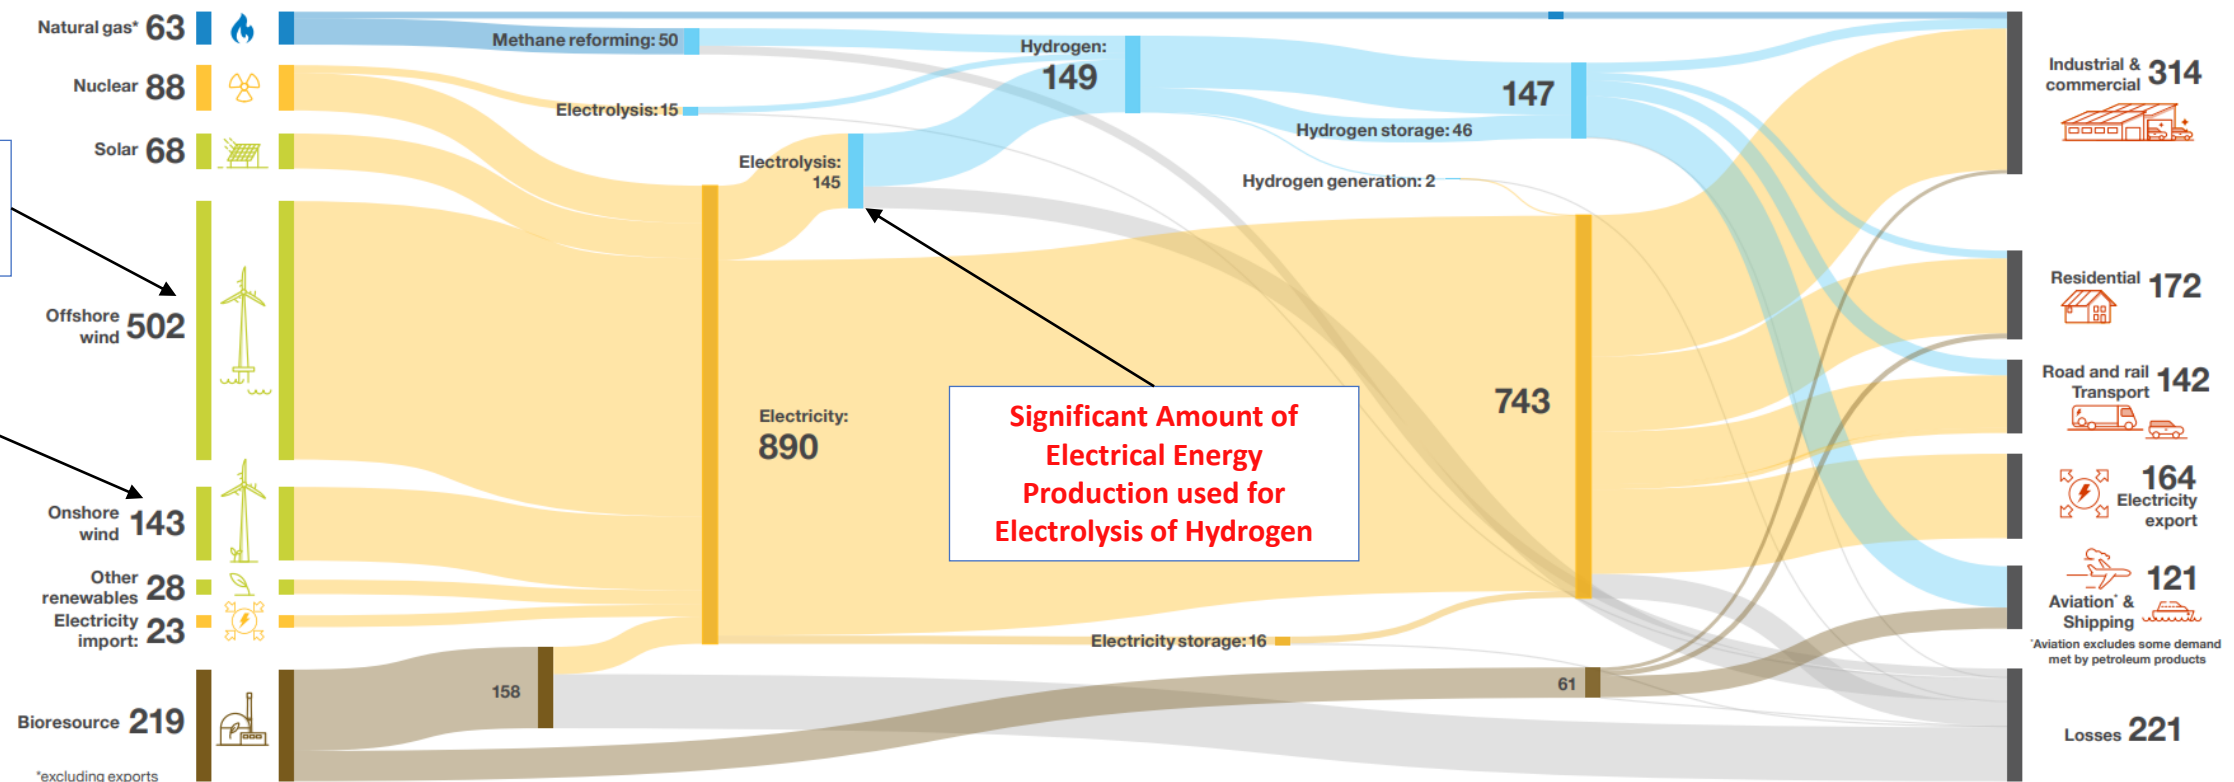 Natural gas* 63
Nuclear 88
Solar 68
Offshore
wind 502
Onshore
wind 143
Other
renewables 28
Electricity
import: 23
Bioresource 219
*excluding exports
Methane reforming: 50
Electrolysis: 15
Electrolysis:
145
Hydrogen:
149
147
Hydrogen storage: 46
Hydrogen generation: 2
Electricity:
890
Significant Amount of
Electrical Energy
Production used for
Electrolysis of Hydrogen
743
Electricity storage: 16
158
61
Industrial &
commercial 314
Residential 172
Road and rail
Transport 142
164
Electricity
export
121
Aviation* &
Shipping
*Aviation excludes some demand
met by petroleum products
Losses 221